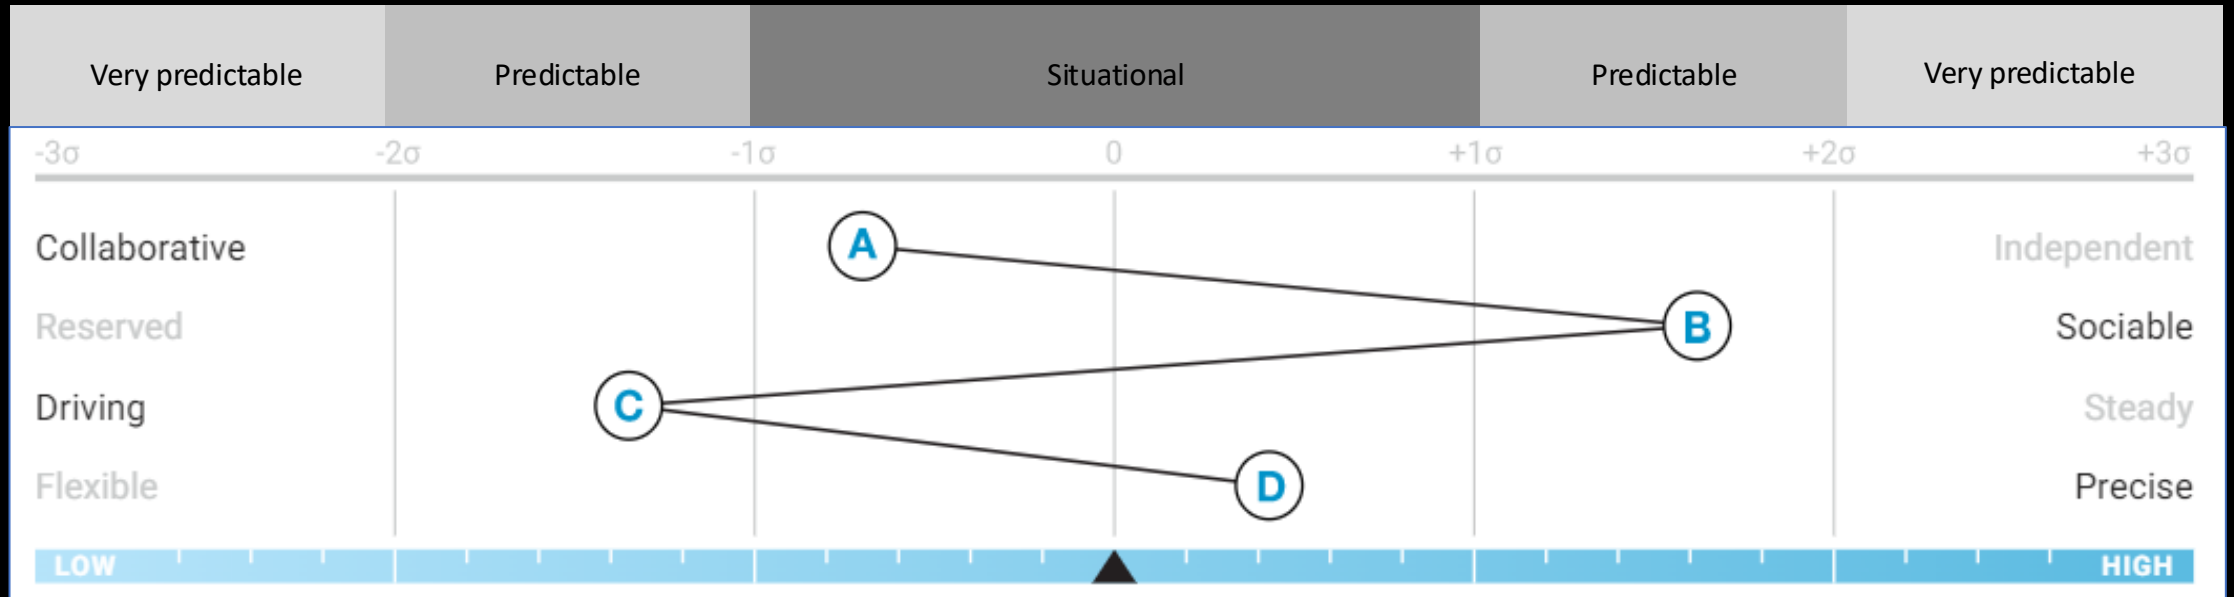 Very predictable Predictable Situational Predictable Very predictable
-3σ -2σ -1σ 0 +1σ +2σ +3σ
Collaborative A Independent
Reserved B Sociable
Driving C Steady
Flexible D Precise
LOW HIGH